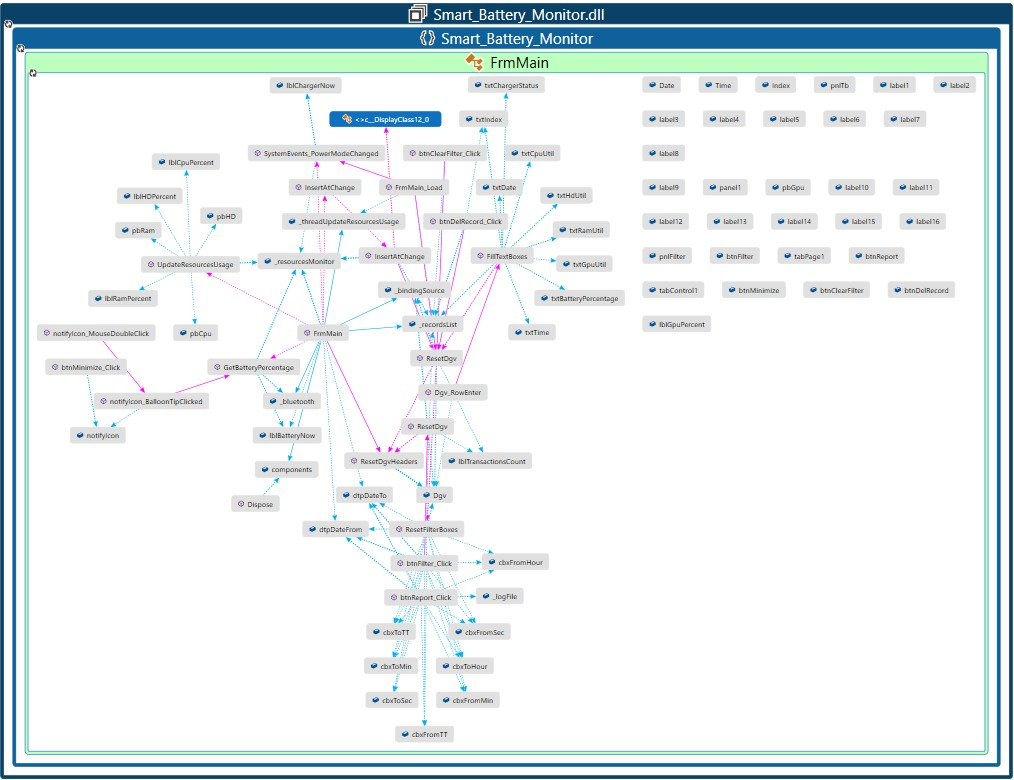 Smart_Battery_Monitor.dll
Smart_Battery_Monitor
FrmMain
lblChargerNow
txtChargerStatus
Date
Time
Index
pnlTb
label1
label2
<>c__DisplayClass12_0
txtIndex
label3
label4
label5
label6
label7
SystemEvents_PowerModeChanged
btnClearFilter_Click
txtCpuUtil
label8
lblCpuPercent
InsertAtChange
FrmMain_Load
txtDate
label9
panel1
pbGpu
label10
label11
lblHDPercent
txtHdUtil
pbHD
_threadUpdateResourcesUsage
btnDelRecord_Click
label12
label13
label14
label15
label16
pbRam
txtRamUtil
UpdateResourcesUsage
_resourcesMonitor
InsertAtChange
FillTextBoxes
txtGpuUtil
pnlFilter
btnFilter
tabPage1
btnReport
lblRamPercent
_bindingSource
txtBatteryPercentage
tabControl1
btnMinimize
btnClearFilter
btnDelRecord
notifyIcon_MouseDoubleClick
pbCpu
FrmMain
_recordsList
txtTime
lblGpuPercent
btnMinimize_Click
GetBatteryPercentage
ResetDgv
notifyIcon_BalloonTipClicked
_bluetooth
Dgv_RowEnter
notifyIcon
lblBatteryNow
ResetDgv
components
ResetDgvHeaders
lblTransactionsCount
Dispose
dtpDateTo
Dgv
dtpDateFrom
ResetFilterBoxes
btnFilter_Click
cbxFromHour
btnReport_Click
_logFile
cbxToTT
cbxFromSec
cbxToMin
cbxToHour
cbxToSec
cbxFromMin
cbxFromTT